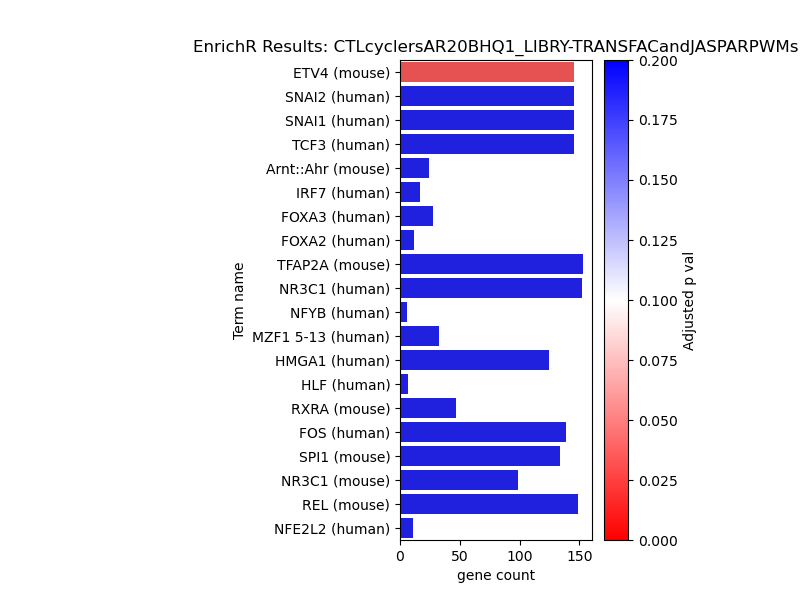 EnrichR Results: CTLcyclersAR20BHQ1_LIBRY-TRANSFACandJASPARPWMs
ETV4 (mouse)
SNAI2 (human)
SNAI1 (human)
TCF3 (human)
Arnt::Ahr (mouse)
IRF7 (human)
FOXA3 (human)
FOXA2 (human)
TFAP2A (mouse)
NR3C1 (human)
NFYB (human)
MZF1 5-13 (human)
HMGA1 (human)
HLF (human)
RXRA (mouse)
FOS (human)
SPI1 (mouse)
NR3C1 (mouse)
REL (mouse)
NFE2L2 (human)
Term name
0 50 100 150
gene count
0.200
0.175
0.150
0.125
0.100
0.075
0.050
0.025
0.000
Adjusted p val